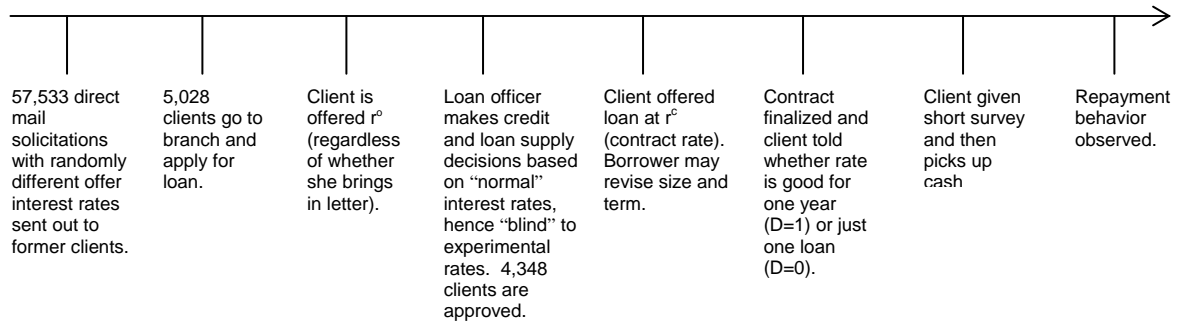 57,533 direct
mail
solicitations
with randomly
different offer
interest rates
sent out to
former clients.
5,028
clients go to
branch and
apply for
loan.
Client is
offered rᵒ
(regardless
of whether
she brings
in letter).
Loan officer
makes credit
and loan supply
decisions based
on “normal”
interest rates,
hence “blind” to
experimental
rates. 4,348
clients are
approved.
Client offered
loan at rᶜ
(contract rate).
Borrower may
revise size and
term.
Contract
finalized and
client told
whether rate
is good for
one year
(D=1) or just
one loan
(D=0).
Client given
short survey
and then
picks up
cash
Repayment
behavior
observed.